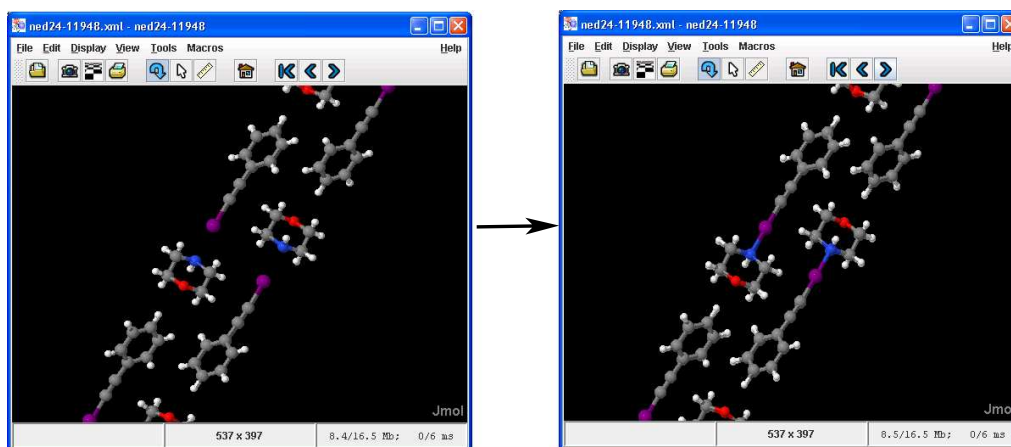 ned24-11948.xml - ned24-11948
File Edit Display View Tools Macros Help
Jmol
537 x 397 8.4/16.5 Mb; 0/6 ms
ned24-11948.xml - ned24-11948
File Edit Display View Tools Macros Help
Jmol
537 x 397 8.5/16.5 Mb; 0/6 ms